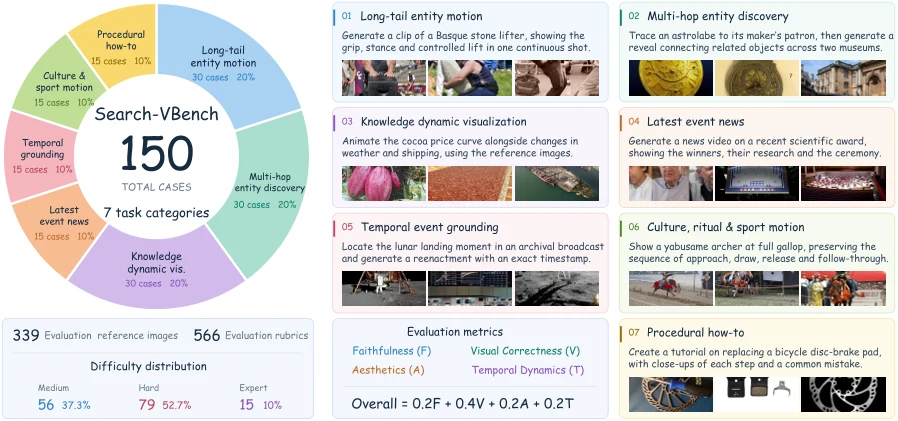 Procedural
how-to
15 cases 10%
Long-tail
entity motion
30 cases 20%
Culture &
sport motion
15 cases 10%
Temporal
grounding
15 cases 10%
Multi-hop
entity discovery
30 cases 20%
Latest
event news
15 cases 10%
Knowledge
dynamic vis.
30 cases 20%
Search-VBench
150
TOTAL CASES
7 task categories
339 Evaluation reference images 566 Evaluation rubrics
Difficulty distribution
Medium Hard Expert
56 37.3% 79 52.7% 15 10%
01 Long-tail entity motion
Generate a clip of a Basque stone lifter, showing the
grip, stance and controlled lift in one continuous shot.
02 Multi-hop entity discovery
Trace an astrolabe to its maker's patron, then generate a
reveal connecting related objects across two museums.
03 Knowledge dynamic visualization
Animate the cocoa price curve alongside changes in
weather and shipping, using the reference images.
04 Latest event news
Generate a news video on a recent scientific award,
showing the winners, their research and the ceremony.
05 Temporal event grounding
Locate the lunar landing moment in an archival broadcast
and generate a reenactment with an exact timestamp.
06 Culture, ritual & sport motion
Show a yabusame archer at full gallop, preserving the
sequence of approach, draw, release and follow-through.
Evaluation metrics
Faithfulness (F) Visual Correctness (V)
Aesthetics (A) Temporal Dynamics (T)
Overall = 0.2F + 0.4V + 0.2A + 0.2T
07 Procedural how-to
Create a tutorial on replacing a bicycle disc-brake pad,
with close-ups of each step and a common mistake.